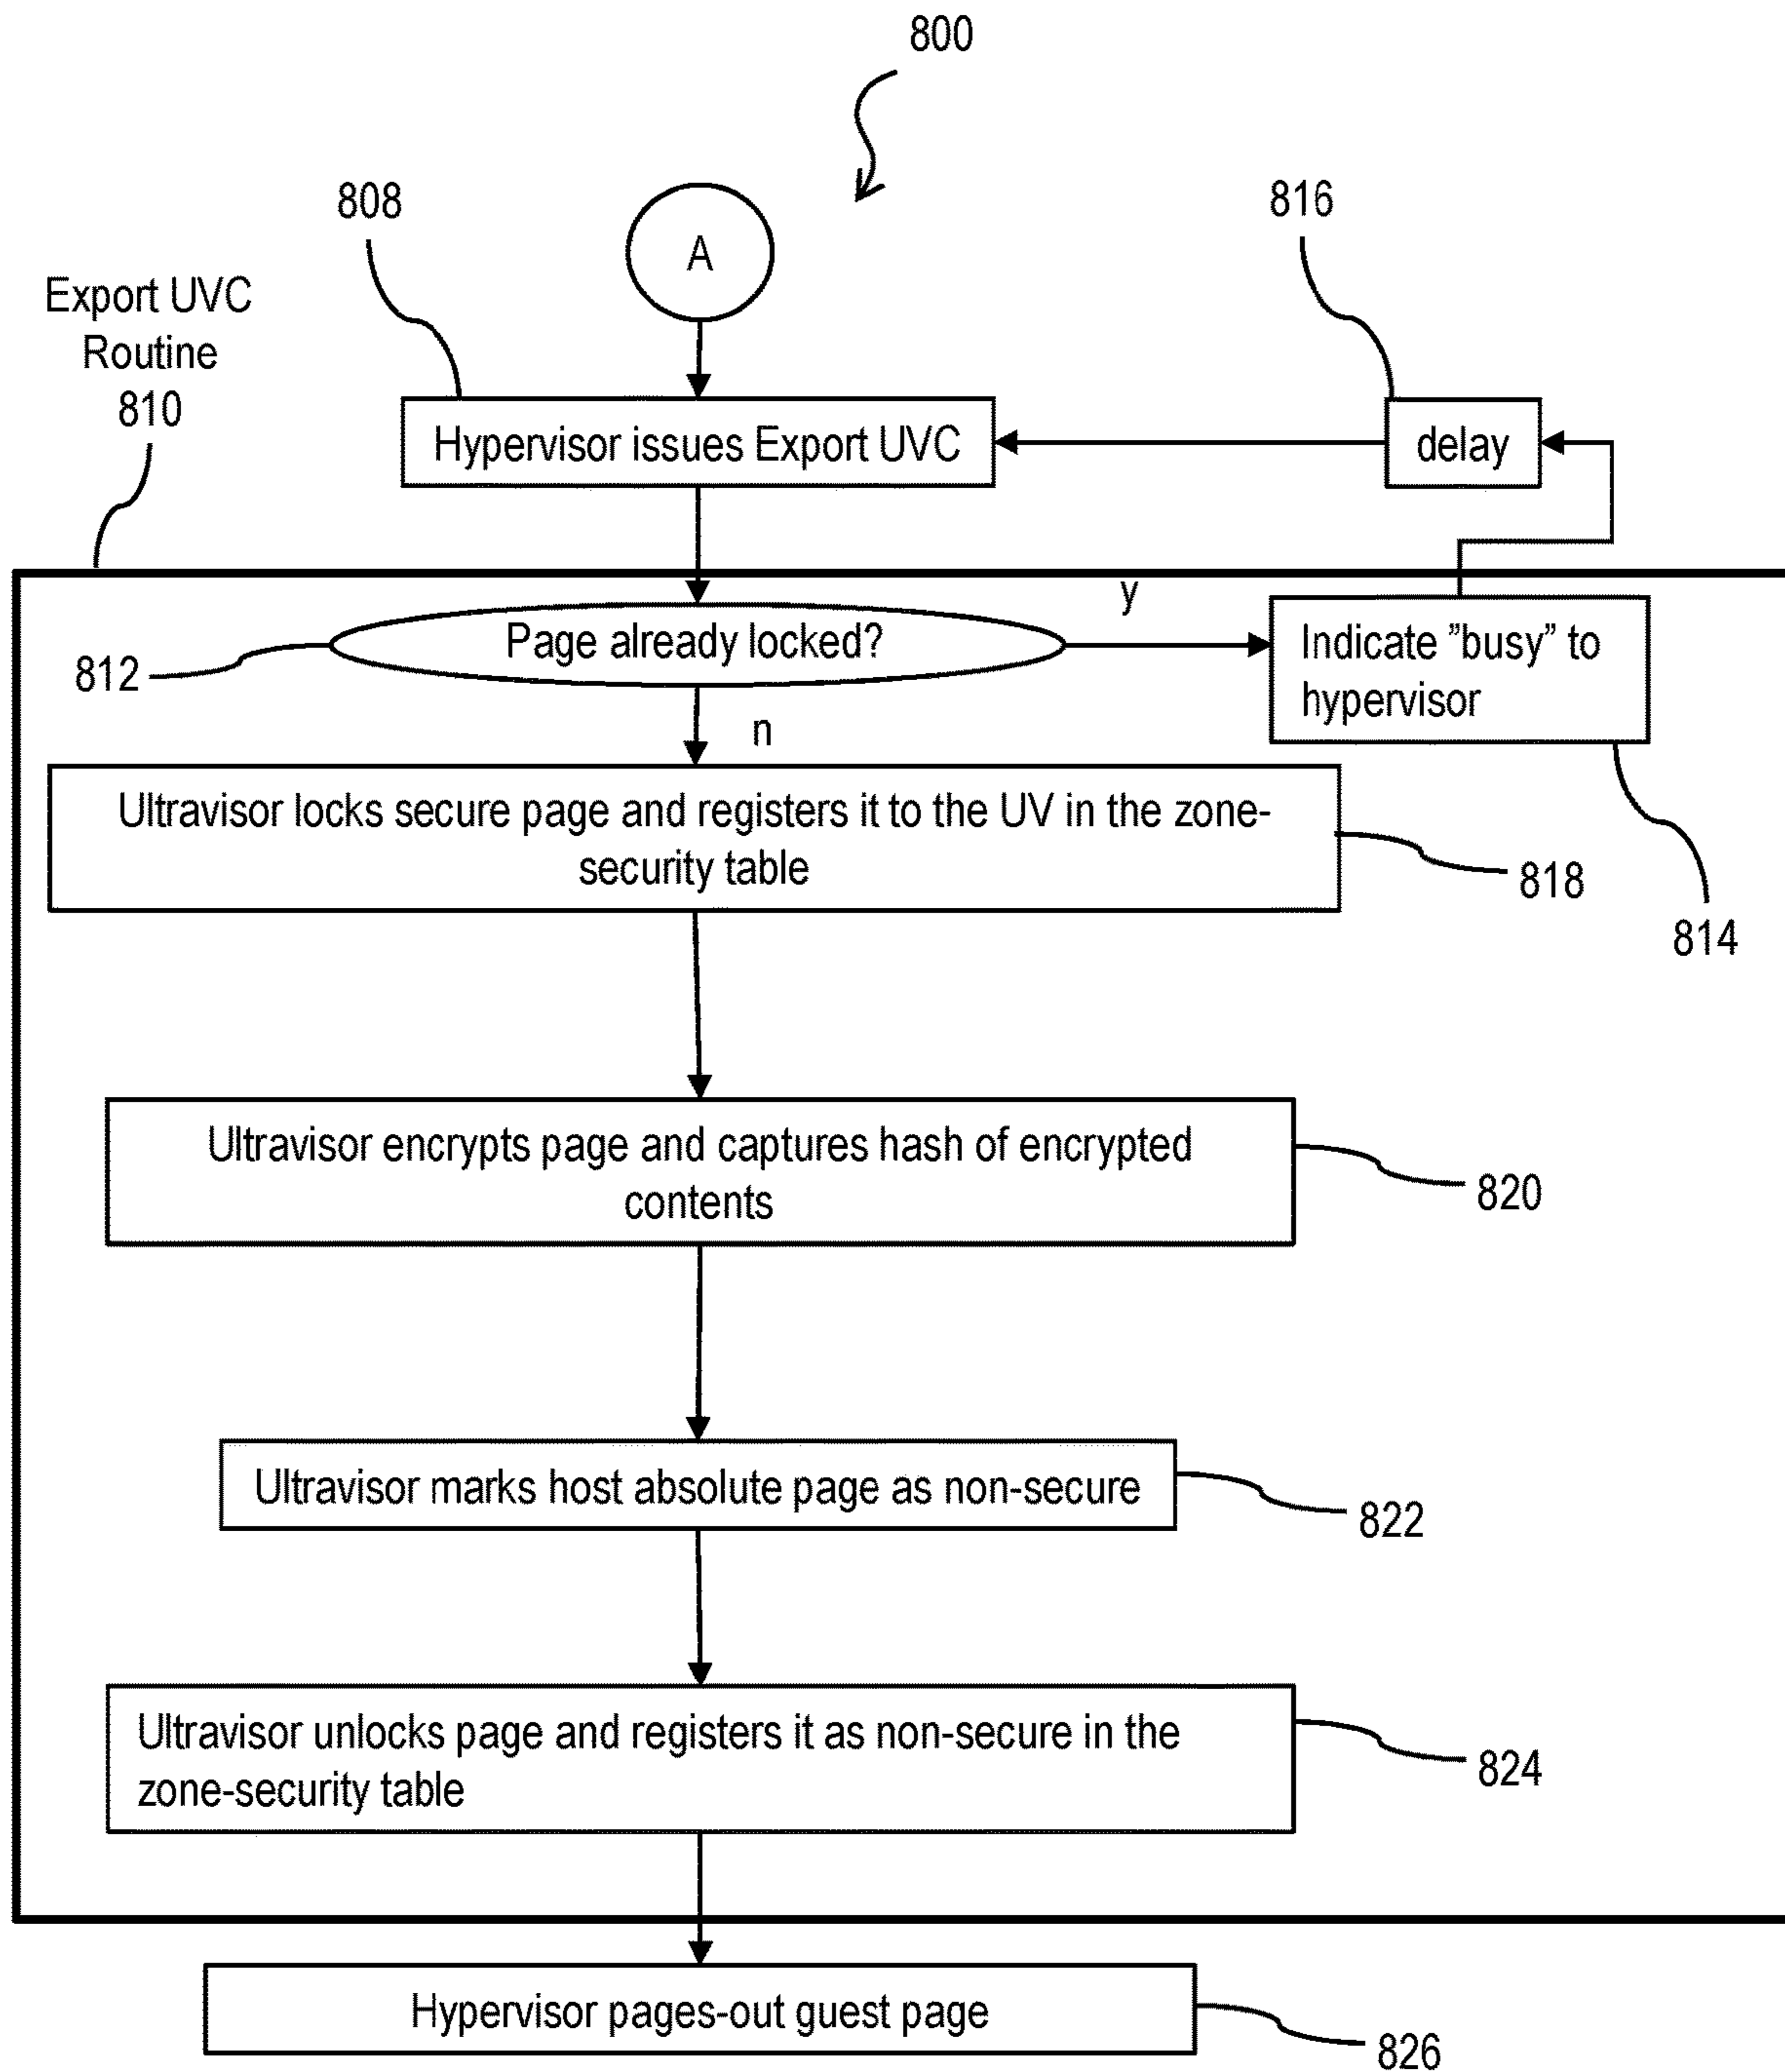 800
808
A
816
Export UVC
Routine
810
Hypervisor issues Export UVC
delay
y
Page already locked?
812
Indicate ”busy” to
hypervisor
n
814
Ultravisor locks secure page and registers it to the UV in the zone-
security table
818
Ultravisor encrypts page and captures hash of encrypted
contents
820
Ultravisor marks host absolute page as non-secure
822
Ultravisor unlocks page and registers it as non-secure in the
zone-security table
824
Hypervisor pages-out guest page
826